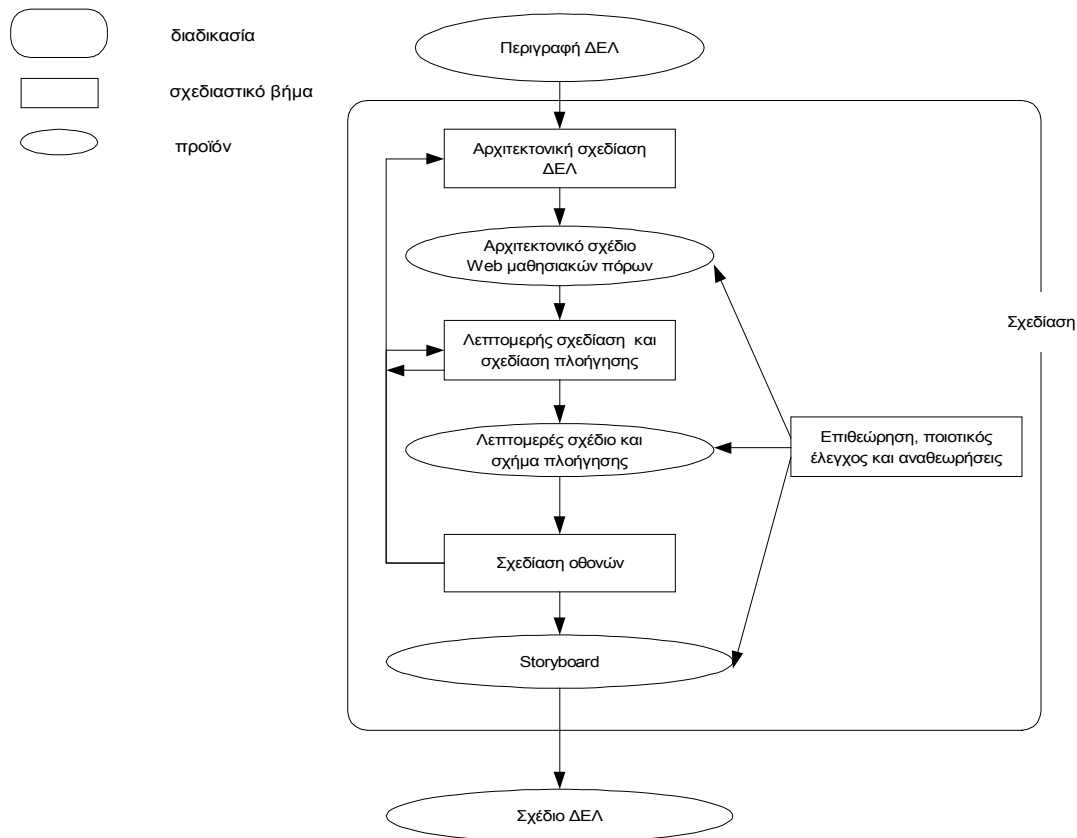 διαδικασία
σχεδιαστικό βήμα
προϊόν
Περιγραφή ΔΕΛ
Αρχιτεκτονική σχεδίαση
ΔΕΛ
Αρχιτεκτονικό σχέδιο
Web μαθησιακών πόρων
Σχεδίαση
Λεπτομερής σχεδίαση και
σχεδίαση πλοήγησης
Λεπτομερές σχέδιο και
σχήμα πλοήγησης
Επιθεώρηση, ποιοτικός
έλεγχος και αναθεωρήσεις
Σχεδίαση οθονών
Storyboard
Σχέδιο ΔΕΛ